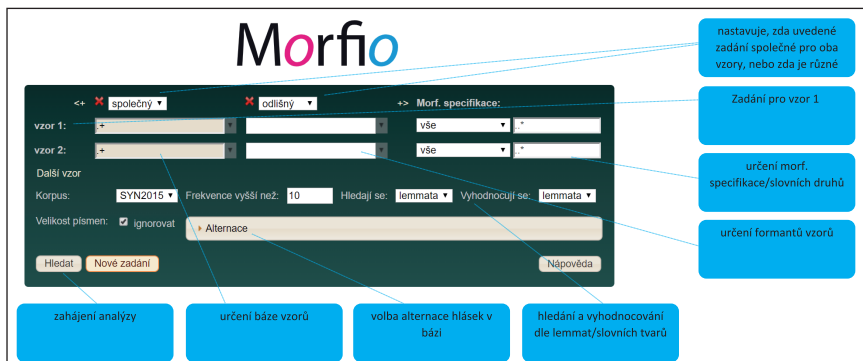 Morfio
nastavuje, zda uvedené
zadání společné pro oba
vzory, nebo zda je různé
<+ společný odlišný +> Morf. specifikace:
Zadání pro vzor 1
vzor 1: .+ vše .*
vzor 2: .+ vše .*
Další vzor
určení morf.
specifikace/slovních druhů
Korpus: SYN2015 Frekvence vyšší než: 10 Hledají se: lemmata Vyhodnocují se: lemmata
Velikost písmen: ignorovat Alternace
určení formantů vzorů
Hledat Nové zadání Nápověda
zahájení analýzy
určení báze vzorů
volba alternace hlásek v
bázi
hledání a vyhodnocování
dle lemmat/slovních tvarů